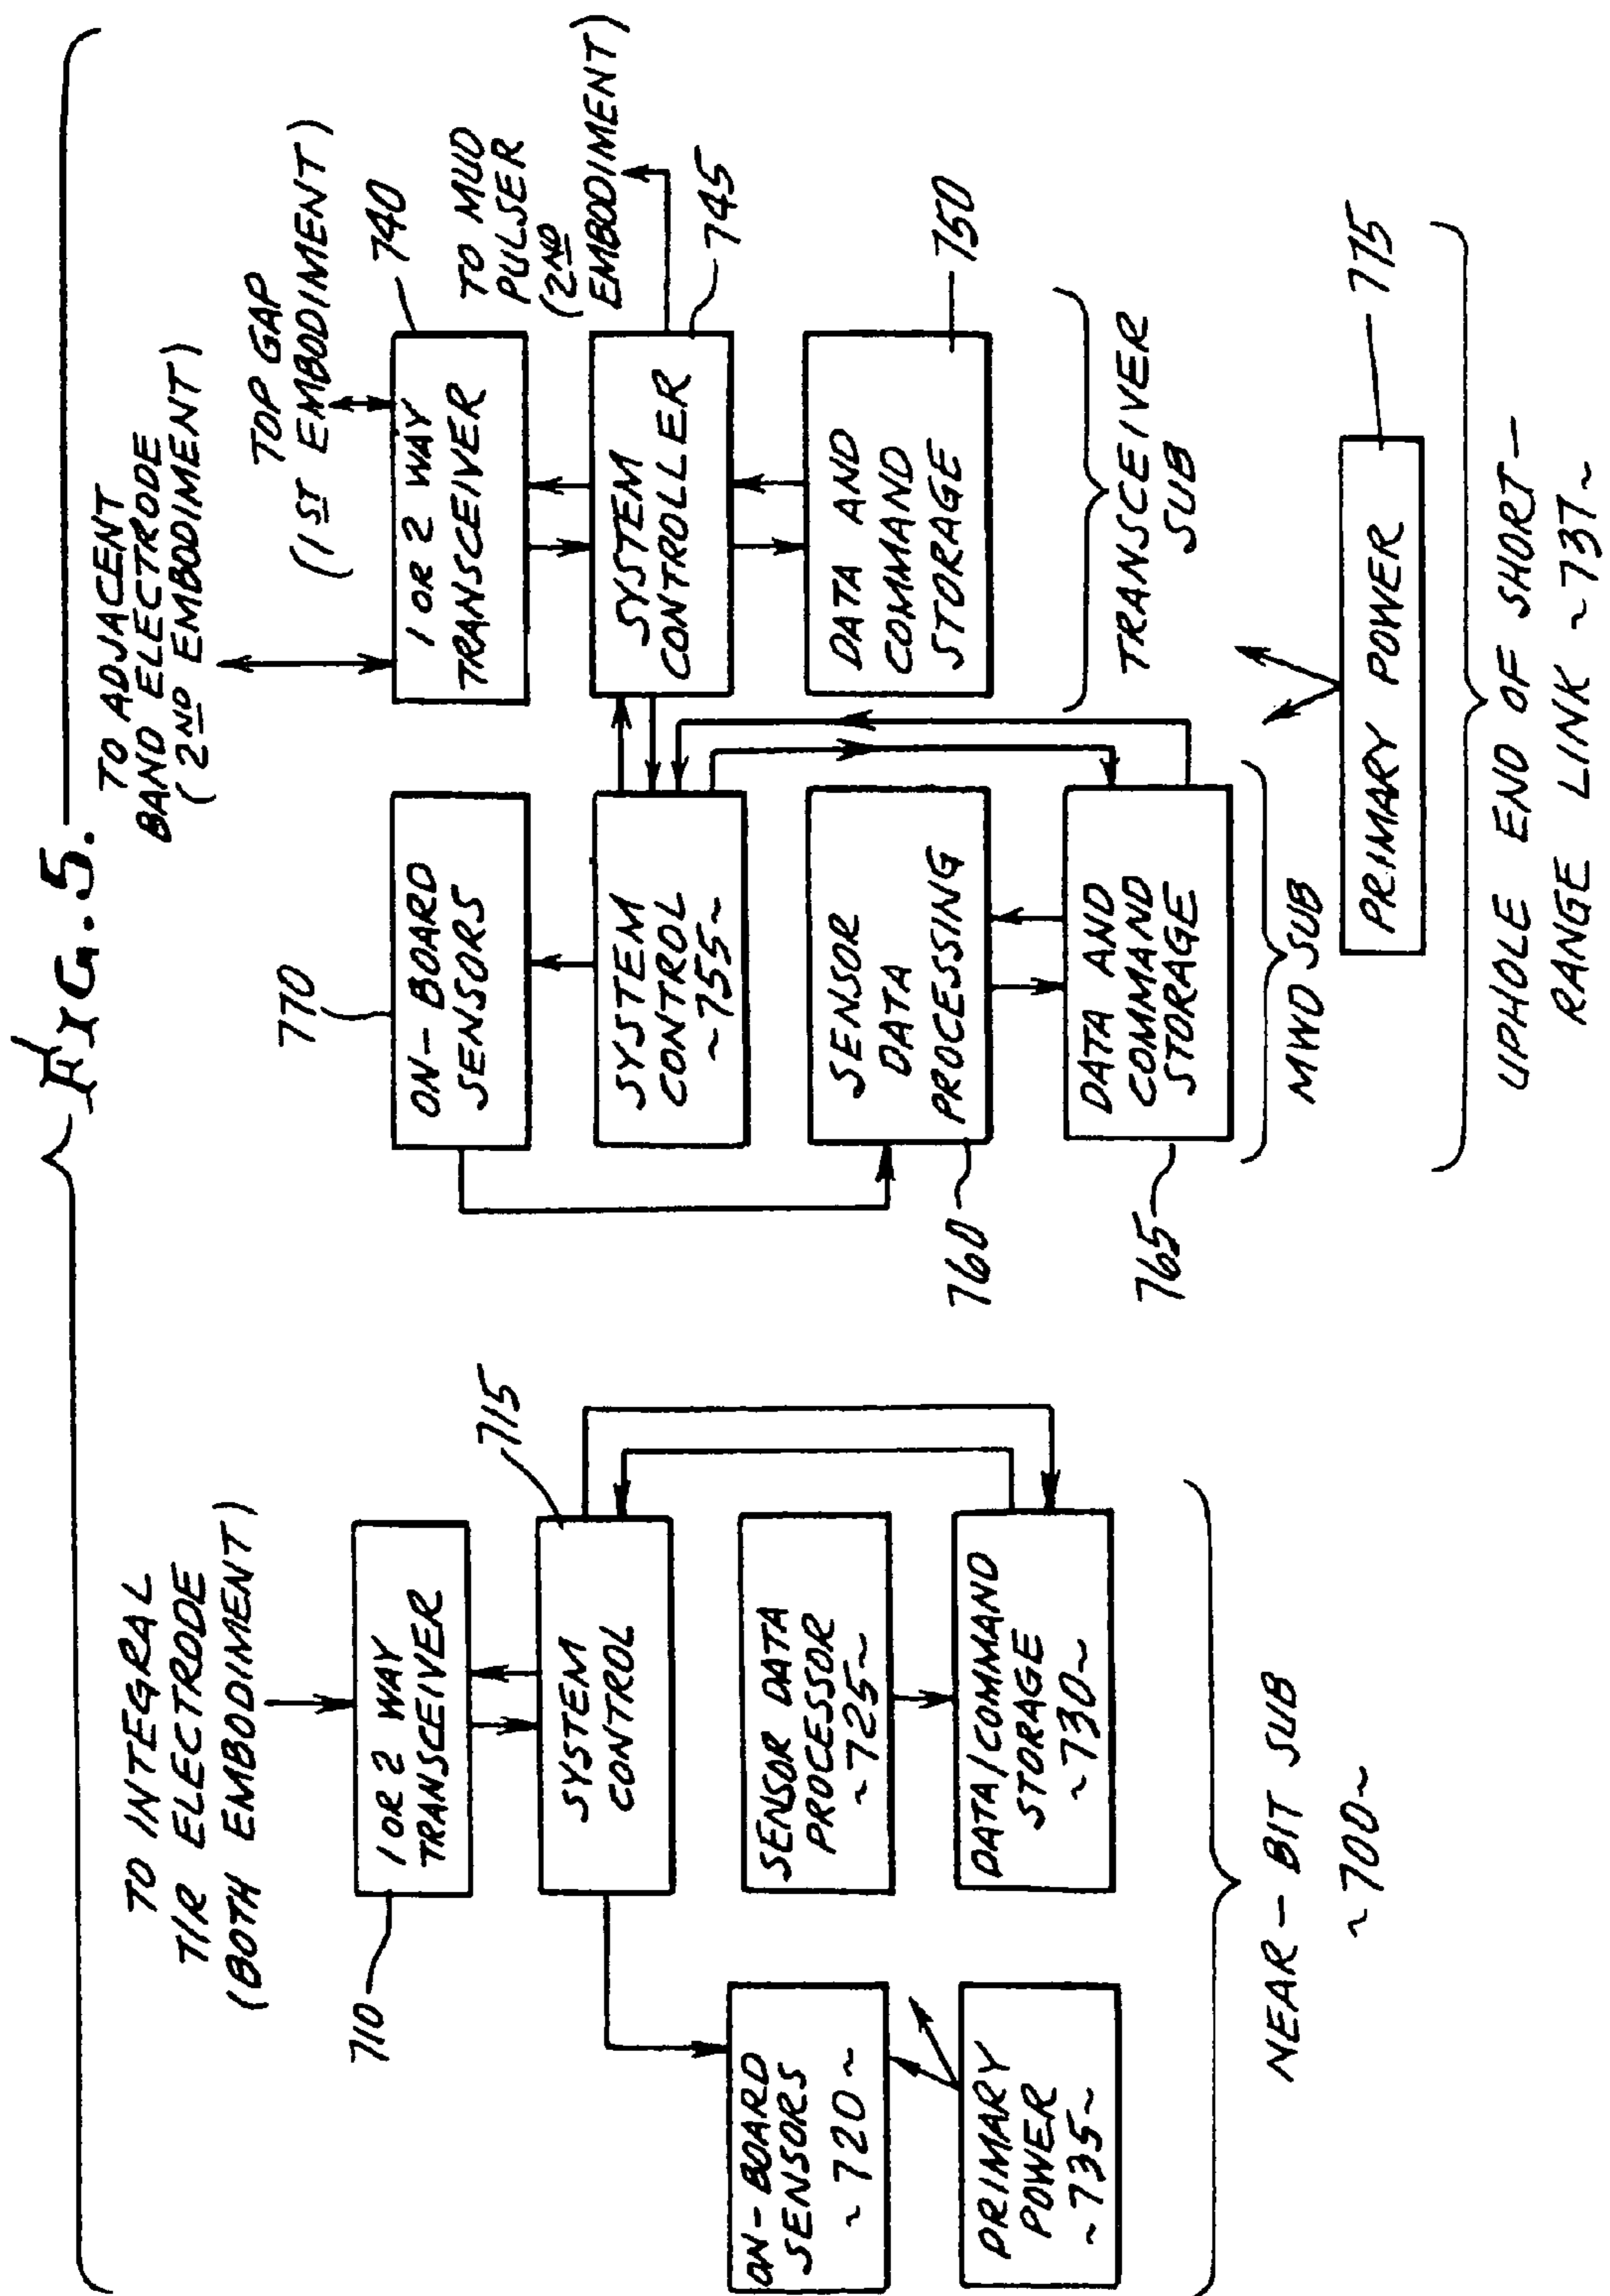 FIG. 5.
TO INTEGRAL
T/R ELECTRODE
(BOTH EMBODIMENT)
710
1 OR 2 WAY
TRANSCEIVER
715
SYSTEM
CONTROL
ON-BOARD
SENSORS
~720~
SENSOR DATA
PROCESSOR
~725~
PRIMARY
POWER
~735~
DATA/COMMAND
STORAGE
~730~
NEAR-BIT SUB
~700~
TO ADJACENT
BAND ELECTRODE
(2ND EMBODIMENT)
TOP GAP
(1ST EMBODIMENT)
770
ON-BOARD
SENSORS
1 OR 2 WAY
TRANSCEIVER
740
TO MUD
PULSER
(2ND
EMBODIMENT)
SYSTEM
CONTROL
~755~
SYSTEM
CONTROLLER
745
SENSOR
DATA
PROCESSING
760
DATA AND
COMMAND
STORAGE
750
DATA AND
COMMAND
STORAGE
765
MWD SUB
TRANSCEIVER
SUB
PRIMARY POWER
775
UPHOLE END OF SHORT-
RANGE LINK ~737~